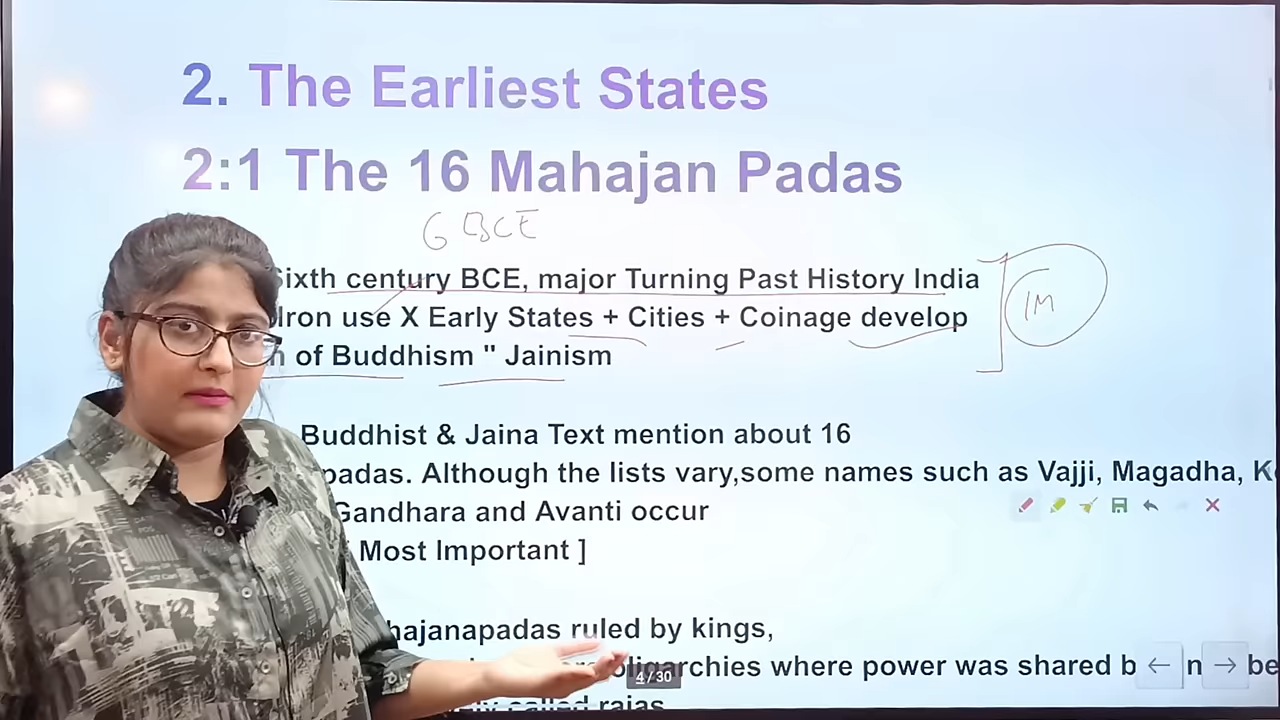 2. The Earliest States
2:1 The 16 Mahajan Padas
6 BCE
Sixth century BCE, major Turning Past History India
Iron use X Early States + Cities + Coinage develop
1M
of Buddhism " Jainism
Buddhist & Jaina Text mention about 16
padas. Although the lists vary,some names such as Vajji, Magadha,
Gandhara and Avanti occur
Most Important ]
hajanapadas ruled by kings,
oligarchies where power was shared
4 / 30
called rajas